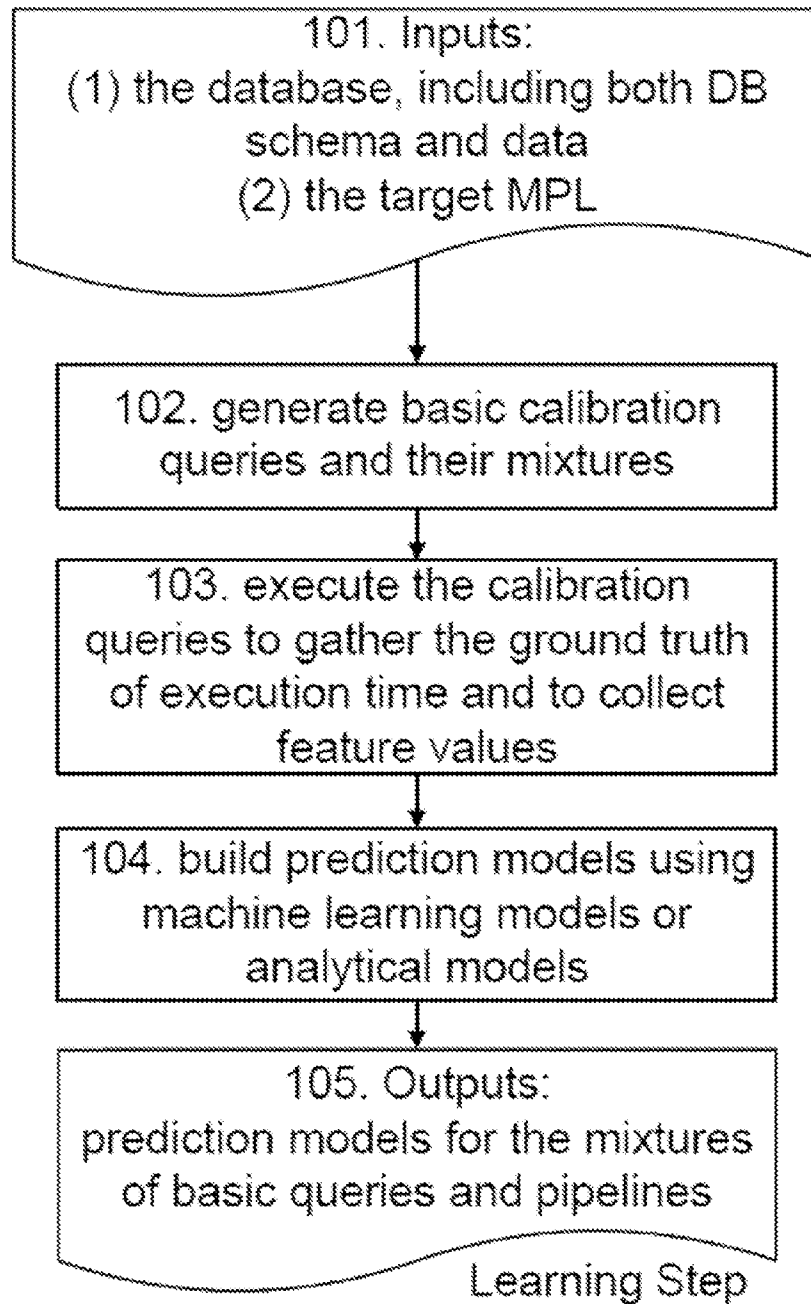 101. Inputs:
(1) the database, including both DB
schema and data
(2) the target MPL
102. generate basic calibration
queries and their mixtures
103. execute the calibration
queries to gather the ground truth
of execution time and to collect
feature values
104. build prediction models using
machine learning models or
analytical models
105. Outputs:
prediction models for the mixtures
of basic queries and pipelines
Learning Step